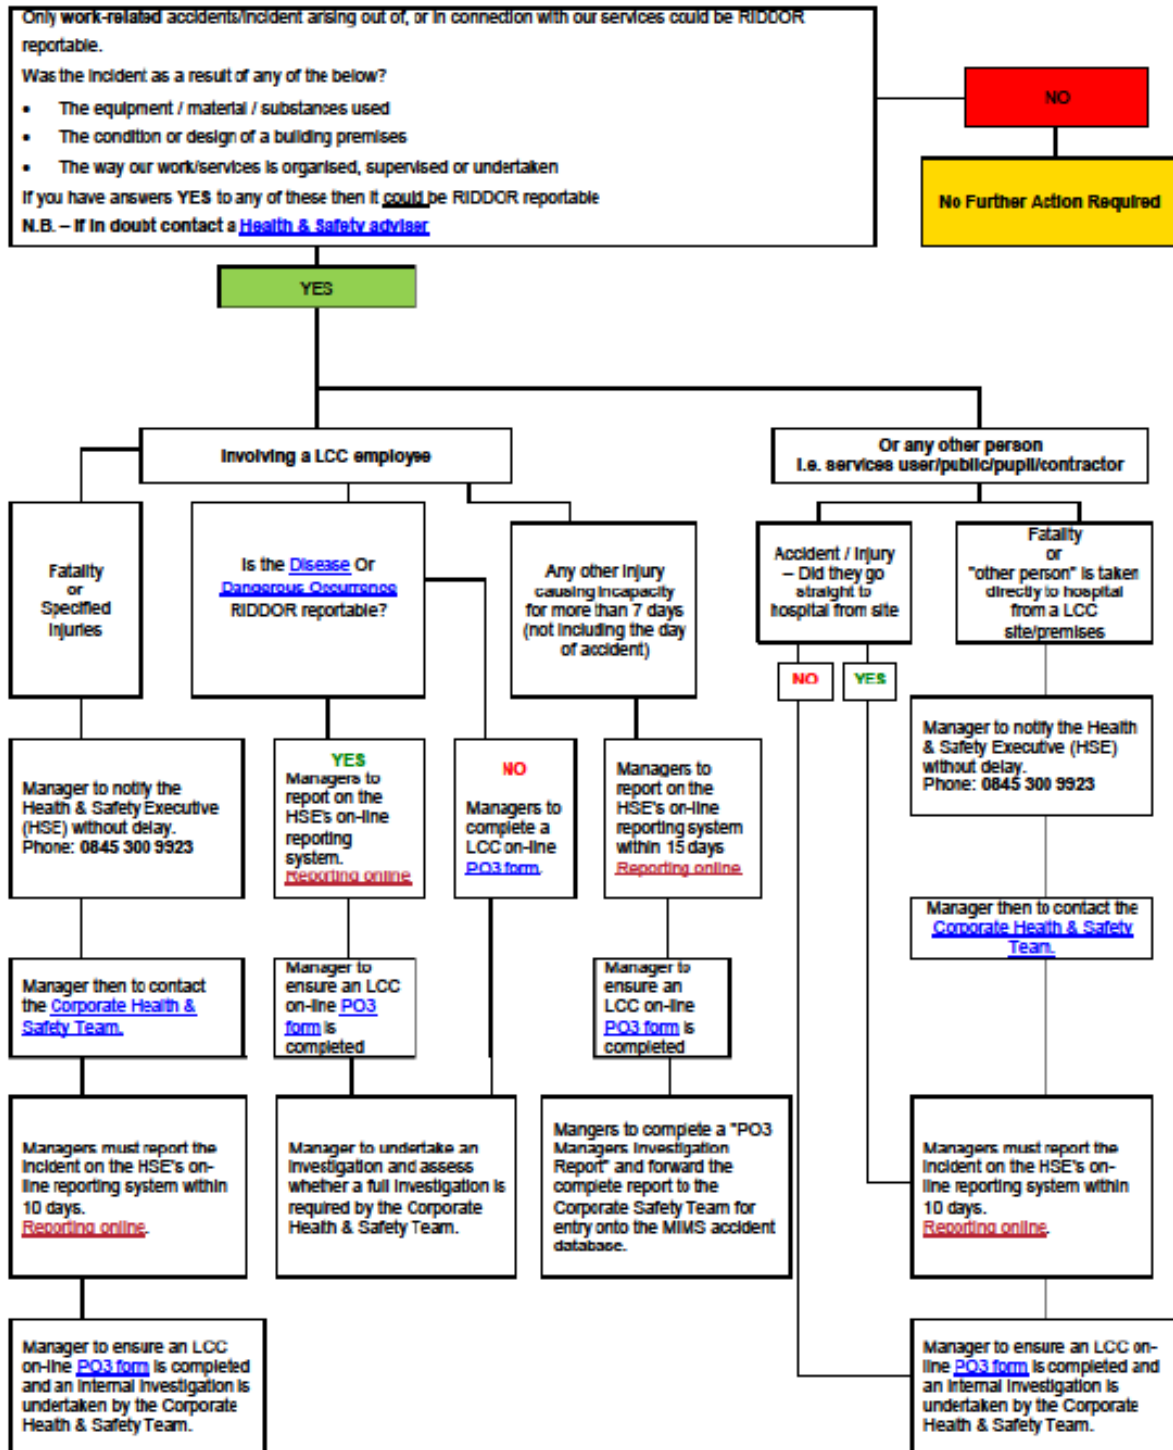 Only work-related accidents/incident arising out of, or in connection with our services could be RIDDOR
reportable.
Was the incident as a result of any of the below?
• The equipment / material / substances used
• The condition or design of a building premises
• The way our work/services is organised, supervised or undertaken
If you have answers YES to any of these then it could be RIDDOR reportable
N.B. – If in doubt contact a Health & Safety adviser
NO
No Further Action Required
YES
Involving a LCC employee
Or any other person
i.e. services user/public/pupil/contractor
Fatality
or
Specified
Injuries
Is the Disease Or
Dangerous Occurrence
RIDDOR reportable?
Any other injury
causing incapacity
for more than 7 days
(not including the day
of accident)
Accident / Injury
– Did they go
straight to
hospital from site
Fatality
or
"other person" is taken
directly to hospital
from a LCC
site/premises
NO
YES
Manager to notify the
Health & Safety Executive
(HSE) without delay.
Phone: 0845 300 9923
YES
Managers to
report on the
HSE's on-line
reporting
system.
Reporting online
NO
Managers to
complete a
LCC on-line
PO3 form.
Managers to
report on the
HSE's on-line
reporting system
within 15 days
Reporting online
Manager to notify the Health
& Safety Executive (HSE)
without delay.
Phone: 0845 300 9923
Manager then to contact the
Corporate Health & Safety
Team.
Manager then to contact
the Corporate Health &
Safety Team.
Manager to
ensure an LCC
on-line PO3
form is
completed
Manager to
ensure an
LCC on-line
PO3 form is
completed
Managers must report the
incident on the HSE's on-
line reporting system within
10 days.
Reporting online.
Manager to undertake an
investigation and assess
whether a full investigation is
required by the Corporate
Health & Safety Team.
Mangers to complete a "PO3
Managers Investigation
Report" and forward the
complete report to the
Corporate Safety Team for
entry onto the MIMS accident
database.
Managers must report the
incident on the HSE's on-
line reporting system within
10 days.
Reporting online.
Manager to ensure an LCC
on-line PO3 form is completed
and an internal investigation is
undertaken by the Corporate
Health & Safety Team.
Manager to ensure an LCC on-
line PO3 form is completed and
an internal investigation is
undertaken by the Corporate
Health & Safety Team.